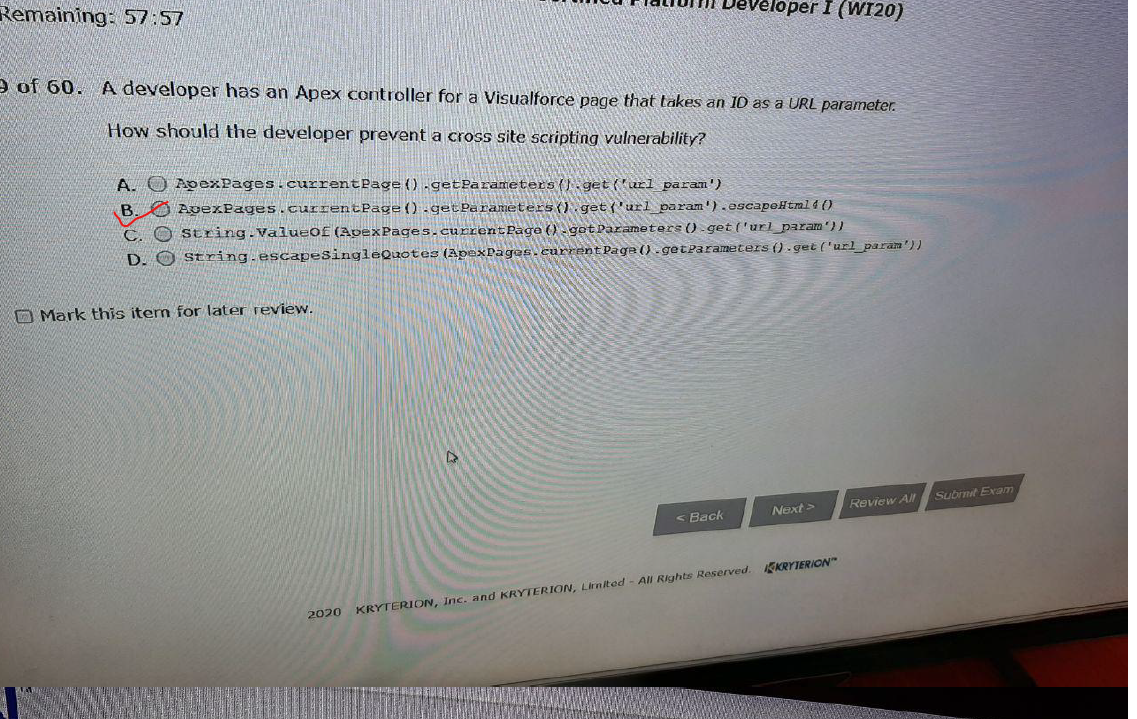 Remaining: 57:57
Platform Developer I (WI20)
of 60. A developer has an Apex controller for a Visualforce page that takes an ID as a URL parameter.
How should the developer prevent a cross site scripting vulnerability?
A. ApexPages.currentPage().getParameters().get('url_param')
B. ApexPages.currentPage().getParameters().get('url_param').escapeHtml4()
C. String.ValueOf(ApexPages.currentPage().getParameters().get('url_param'))
D. String.escapeSingleQuotes(ApexPages.currentPage().getParameters().get('url_param'))
Mark this item for later review.
< Back Next > Review All Submit Exam
2020 KRYTERION, Inc. and KRYTERION, Limited - All Rights Reserved. KRYTERION™